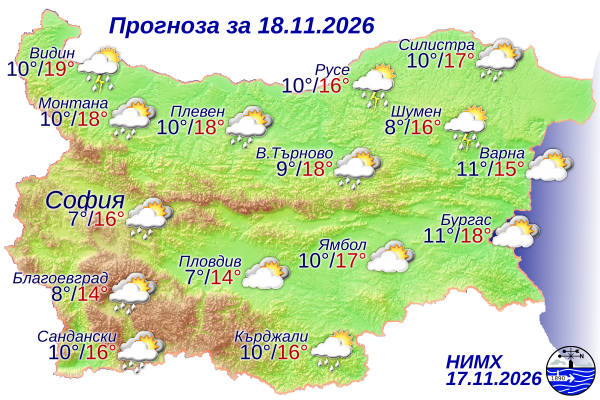 Прогноза за 18.11.2026
Видин
10°/19°
Силистра
10°/17°
Русе
10°/16°
Монтана
10°/18°
Плевен
10°/18°
Шумен
8°/16°
В.Търново
9°/18°
Варна
11°/15°
София
7°/16°
Бургас
11°/18°
Ямбол
10°/17°
Пловдив
7°/14°
Благоевград
8°/14°
Сандански
10°/16°
Кърджали
10°/16°
НИМХ
17.11.2026
N
1890